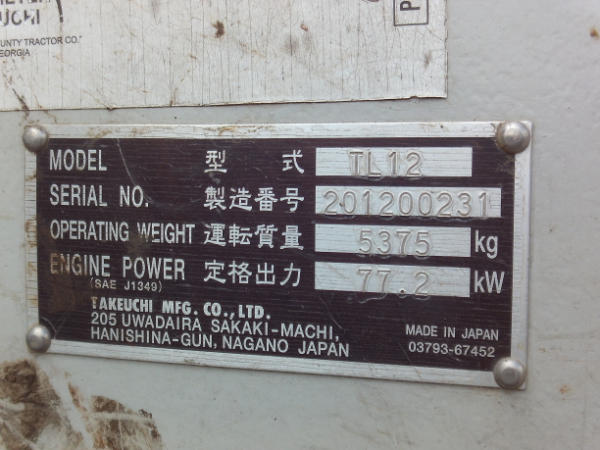 UCHI
UNTY TRACTOR CO."
EORGIA
P
MODEL 型式 TL12
SERIAL NO. 製造番号 201200231
OPERATING WEIGHT 運転質量 5375 kg
ENGINE POWER 定格出力 77.2 kW
(SAE J1349)
TAKEUCHI MFG. CO., LTD.
205 UWADAIRA SAKAKI-MACHI,
HANISHINA-GUN, NAGANO JAPAN
MADE IN JAPAN
03793-67452